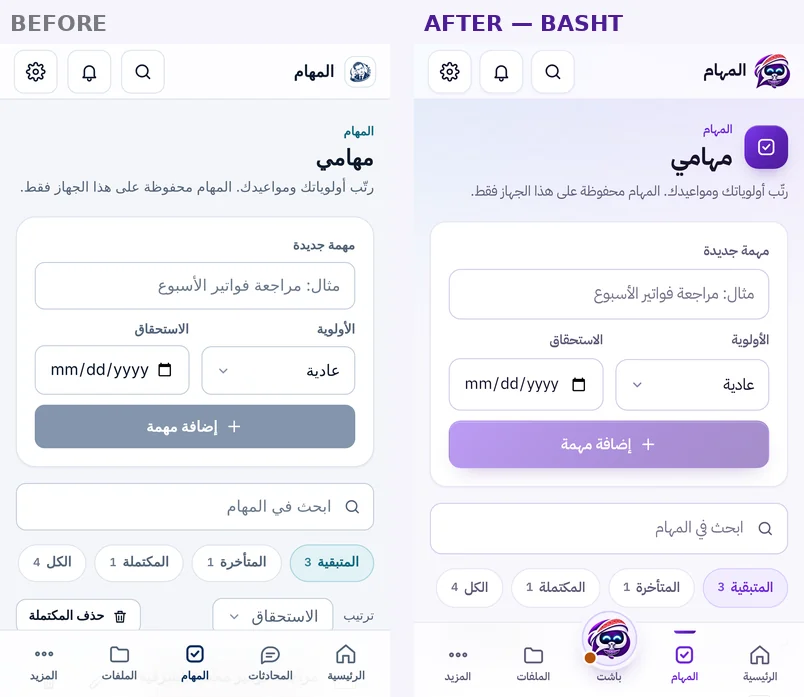 BEFORE
المهام
المهام
مهامي
رتّب أولوياتك ومواعيدك. المهام محفوظة على هذا الجهاز فقط.
مهمة جديدة
مثال: مراجعة فواتير الأسبوع
الأولوية الاستحقاق
عادية mm/dd/yyyy
إضافة مهمة
ابحث في المهام
المتبقية 3 المتأخرة 1 المكتملة 1 الكل 4
ترتيب الاستحقاق حذف المكتملة
الرئيسية المحادثات المهام الملفات المزيد
AFTER — BASHT
المهام
المهام
مهامي
رتّب أولوياتك ومواعيدك. المهام محفوظة على هذا الجهاز فقط.
مهمة جديدة
مثال: مراجعة فواتير الأسبوع
الأولوية الاستحقاق
عادية mm/dd/yyyy
إضافة مهمة
ابحث في المهام
المتبقية 3 المتأخرة 1 المكتملة 1 الكل 4
الرئيسية المهام باشت الملفات المزيد